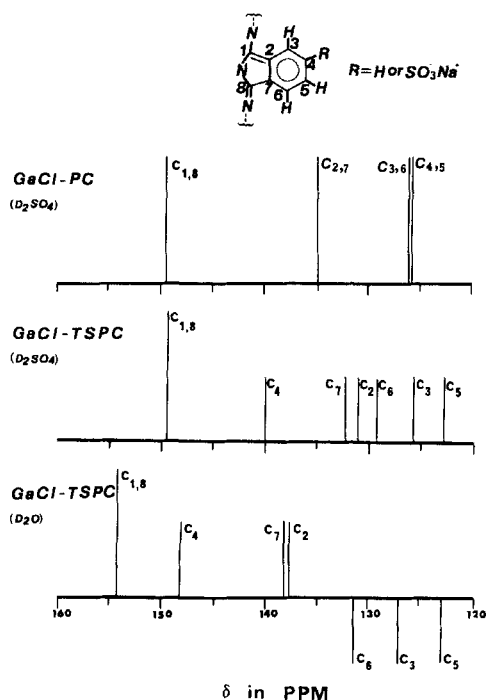 N
N
H
1
2
3
R
4
N
8
7
6
5
H
N
H
R=H or SO₃⁻Na⁺
GaCl-PC
(D₂SO₄)
C₁,₈
C₂,₇
C₃,₆
C₄,₅
GaCl-TSPC
(D₂SO₄)
C₁,₈
C₄
C₇
C₂
C₆
C₃
C₅
GaCl-TSPC
(D₂O)
C₁,₈
C₄
C₇
C₂
160
150
140
130
120
C₆
C₃
C₅
δ in PPM